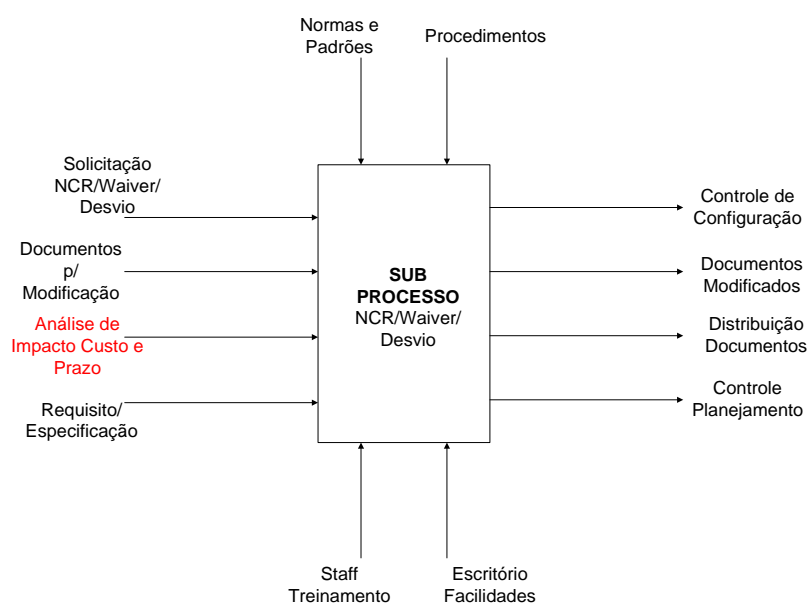 Normas e
Padrões
Procedimentos
Solicitação
NCR/Waiver/
Desvio
Documentos
p/
Modificação
Análise de
Impacto Custo e
Prazo
Requisito/
Especificação
SUB
PROCESSO
NCR/Waiver/
Desvio
Controle de
Configuração
Documentos
Modificados
Distribuição
Documentos
Controle
Planejamento
Staff
Treinamento
Escritório
Facilidades